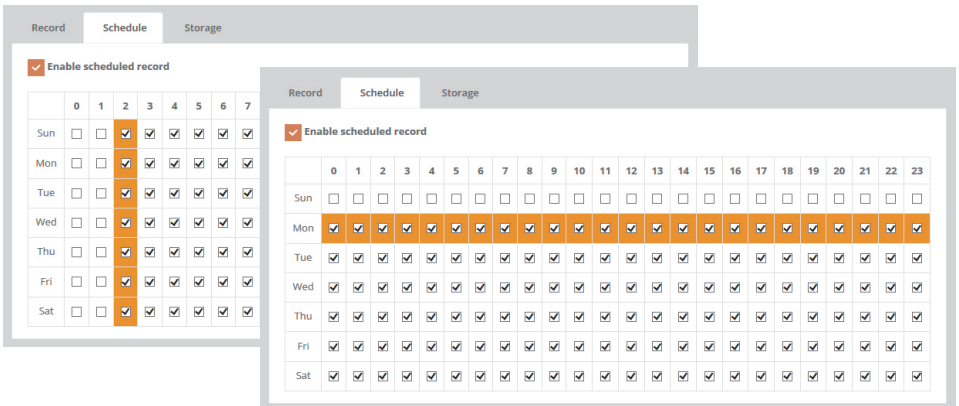 Record Schedule Storage
Enable scheduled record
0 1 2 3 4 5 6 7
Sun
Mon
Tue
Wed
Thu
Fri
Sat
Record Schedule Storage
Enable scheduled record
0 1 2 3 4 5 6 7 8 9 10 11 12 13 14 15 16 17 18 19 20 21 22 23
Sun
Mon
Tue
Wed
Thu
Fri
Sat